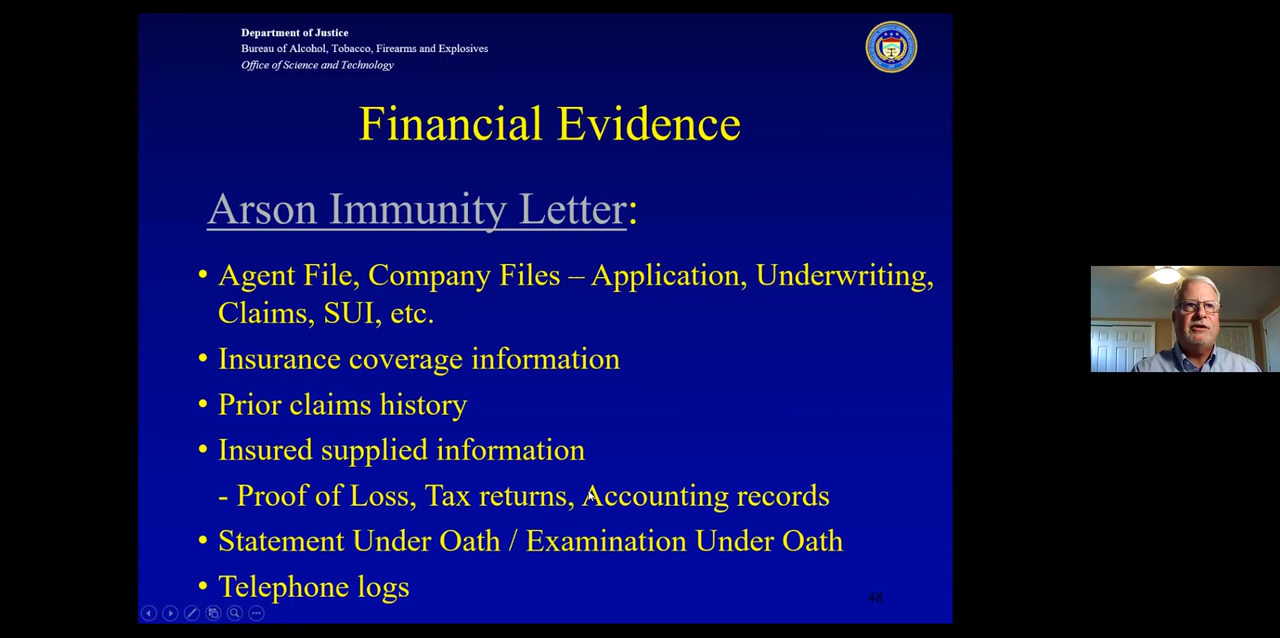 Department of Justice
Bureau of Alcohol, Tobacco, Firearms and Explosives
Office of Science and Technology
Financial Evidence
Arson Immunity Letter:
• Agent File, Company Files – Application, Underwriting,
Claims, SUI, etc.
• Insurance coverage information
• Prior claims history
• Insured supplied information
- Proof of Loss, Tax returns, Accounting records
• Statement Under Oath / Examination Under Oath
• Telephone logs
48